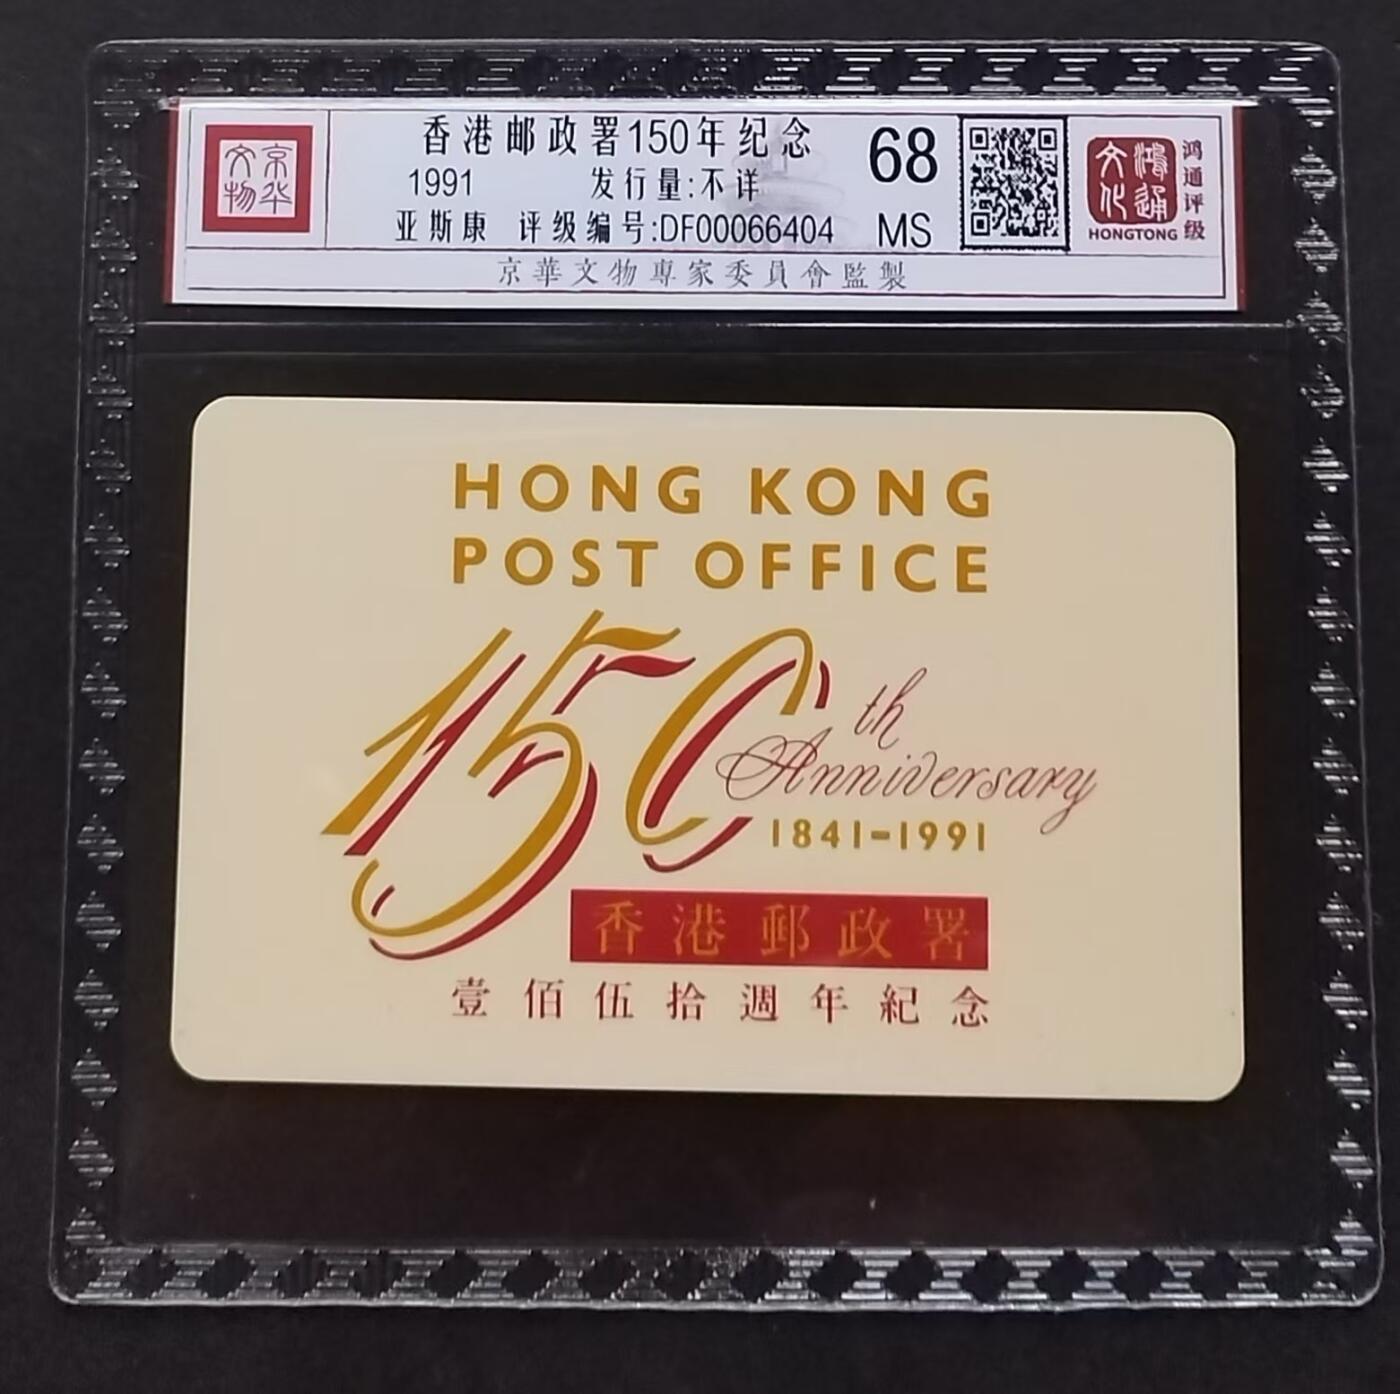 京华
文物
香港邮政署150年纪念
1991 发行量:不详
亚斯康 评级编号:DF00066404
68
MS
鸿通
文化
HONGTONG
鸿通评级
京華文物專家委員會監製
HONG KONG
POST OFFICE
150th
Anniversary
1841-1991
香港郵政署
壹佰伍拾週年紀念